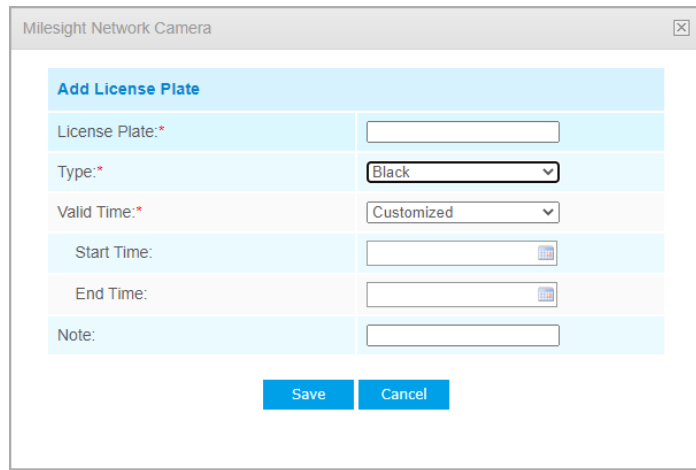 Milesight Network Camera
Add License Plate
License Plate:*
Type:* Black
Valid Time:* Customized
Start Time:
End Time:
Note:
Save Cancel